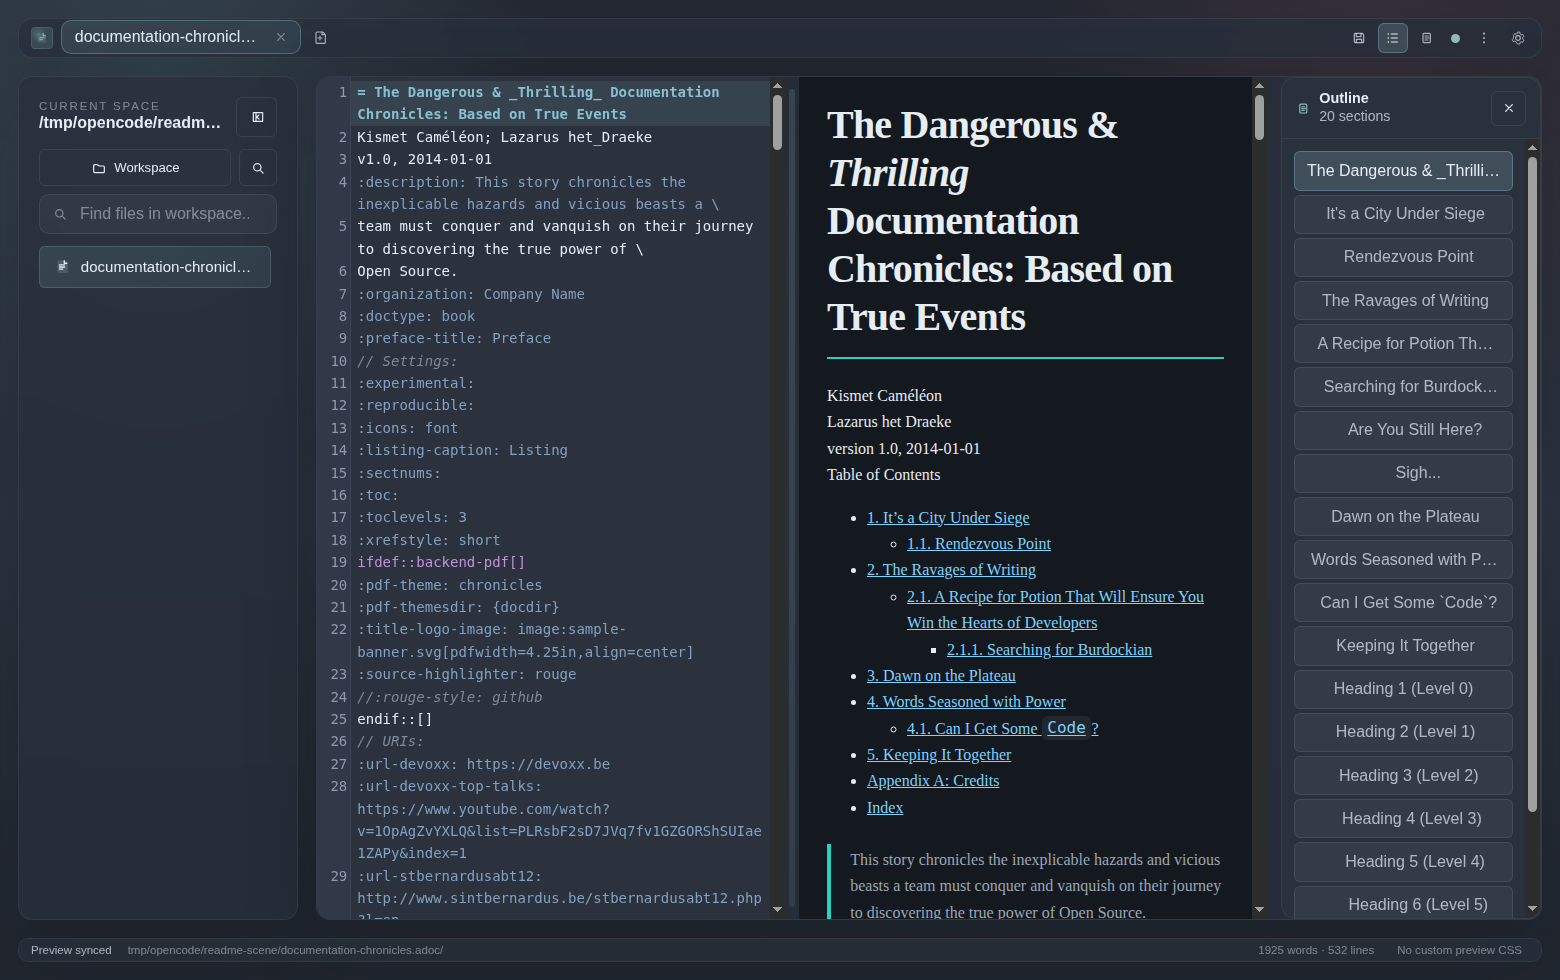 documentation-chronicl…
CURRENT SPACE
/tmp/opencode/readm…
Workspace
Find files in workspace..
documentation-chronicl…
1 = The Dangerous & _Thrilling_ Documentation
Chronicles: Based on True Events
2 Kismet Caméléon; Lazarus het_Draeke
3 v1.0, 2014-01-01
4 :description: This story chronicles the
inexplicable hazards and vicious beasts a \
5 team must conquer and vanquish on their journey
to discovering the true power of \
6 Open Source.
7 :organization: Company Name
8 :doctype: book
9 :preface-title: Preface
10 // Settings:
11 :experimental:
12 :reproducible:
13 :icons: font
14 :listing-caption: Listing
15 :sectnums:
16 :toc:
17 :toclevels: 3
18 :xrefstyle: short
19 ifdef::backend-pdf[]
20 :pdf-theme: chronicles
21 :pdf-themesdir: {docdir}
22 :title-logo-image: image:sample-
banner.svg[pdfwidth=4.25in,align=center]
23 :source-highlighter: rouge
24 //:rouge-style: github
25 endif::[]
26 // URIs:
27 :url-devoxx: https://devoxx.be
28 :url-devoxx-top-talks:
https://www.youtube.com/watch?
v=1OpAgZvYXLQ&list=PLRsbF2sD7JVq7fv1GZGORShSUIae
1ZAPy&index=1
29 :url-stbernardusabt12:
http://www.sintbernardus.be/stbernardusabt12.php
?l=en
The Dangerous &
Thrilling
Documentation
Chronicles: Based on
True Events
Kismet Caméléon
Lazarus het Draeke
version 1.0, 2014-01-01
Table of Contents
1. It’s a City Under Siege
1.1. Rendezvous Point
2. The Ravages of Writing
2.1. A Recipe for Potion That Will Ensure You
Win the Hearts of Developers
2.1.1. Searching for Burdockian
3. Dawn on the Plateau
4. Words Seasoned with Power
4.1. Can I Get Some Code?
5. Keeping It Together
Appendix A: Credits
Index
This story chronicles the inexplicable hazards and vicious
beasts a team must conquer and vanquish on their journey
to discovering the true power of Open Source.
Outline
20 sections
The Dangerous & _Thrilli…
It's a City Under Siege
Rendezvous Point
The Ravages of Writing
A Recipe for Potion Th…
Searching for Burdock…
Are You Still Here?
Sigh...
Dawn on the Plateau
Words Seasoned with P…
Can I Get Some `Code`?
Keeping It Together
Heading 1 (Level 0)
Heading 2 (Level 1)
Heading 3 (Level 2)
Heading 4 (Level 3)
Heading 5 (Level 4)
Heading 6 (Level 5)
Preview synced
tmp/opencode/readme-scene/documentation-chronicles.adoc/
1925 words · 532 lines
No custom preview CSS